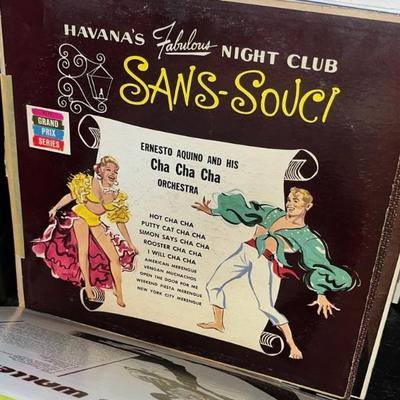 HAVANA'S Fabulous NIGHT CLUB
SANS-SOUCI
GRAND
PRIX
SERIES
ERNESTO AQUINO AND HIS
Cha Cha Cha
ORCHESTRA
HOT CHA CHA
PUTTY CAT CHA CHA
SIMON SAYS CHA CHA
ROOSTER CHA CHA
I WILL CHA CHA
AMERICAN MERENGUE
VENGAN MUCHACHOS
OPEN THE DOOR FOR ME
WEEKEND FIESTA MERENGUE
NEW YORK CITY MERENGUE